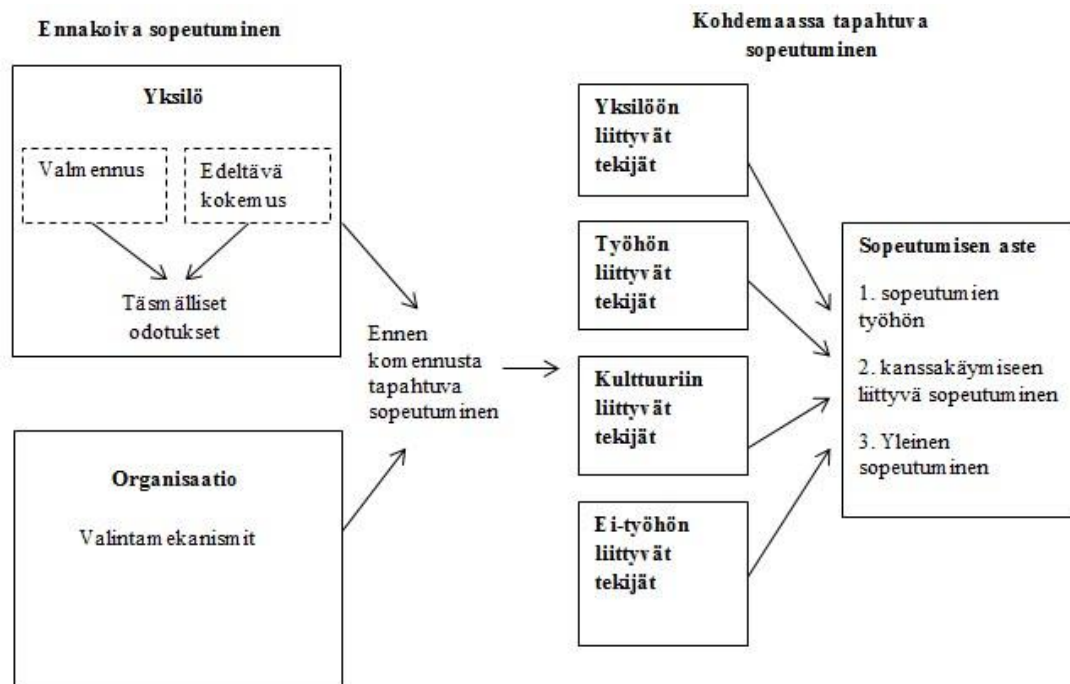 Ennakoiva sopeutuminen
Yksilö
Valmennus
Edeltävä
kokemus
Täsmälliset
odotukset
Organisaatio
Valintamekanismit
Ennen
komennusta
tapahtuva
sopeutuminen
Kohdemaassa tapahtuva
sopeutuminen
Yksilöön
liittyvät
tekijät
Työhön
liittyvät
tekijät
Kulttuuriin
liittyvät
tekijät
Ei-työhön
liittyvät
tekijät
Sopeutumisen aste
1. sopeutumien
työhön
2. kanssakäymiseen
liittyvä sopeutuminen
3. Yleinen
sopeutuminen